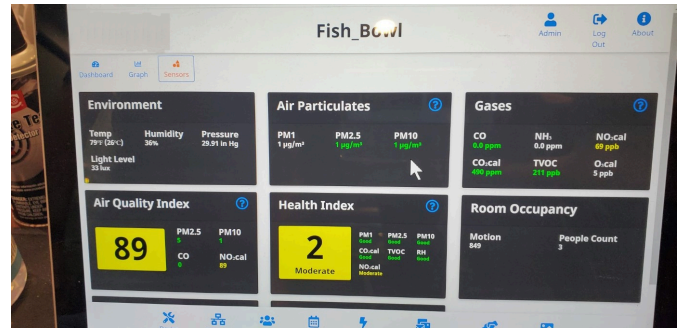 Fish_Bowl
Admin
Log
Out
About
Dashboard
Graph
Sensors
Environment
Temp
79°F (26°C)
Humidity
36%
Pressure
29.91 in Hg
Light Level
33 lux
Air Particulates
PM1
1 µg/m³
PM2.5
1 µg/m³
PM10
1 µg/m³
Gases
CO
0.0 ppm
NH₃
0.0 ppm
NO₂cal
69 ppb
CO₂cal
490 ppm
TVOC
211 ppb
O₃cal
5 ppb
Air Quality Index
89
PM2.5
5
PM10
1
CO
0
NO₂cal
89
Health Index
2
Moderate
PM1
Good
PM2.5
Good
PM10
Good
CO₂cal
Good
TVOC
Good
RH
Good
NO₂cal
Moderate
Room Occupancy
Motion
849
People Count
3